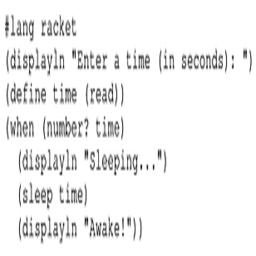 #lang racket
(displayln "Enter a time (in seconds): ")
(define time (read))
(when (number? time)
  (displayln "Sleeping...")
  (sleep time)
  (displayln "Awake!"))